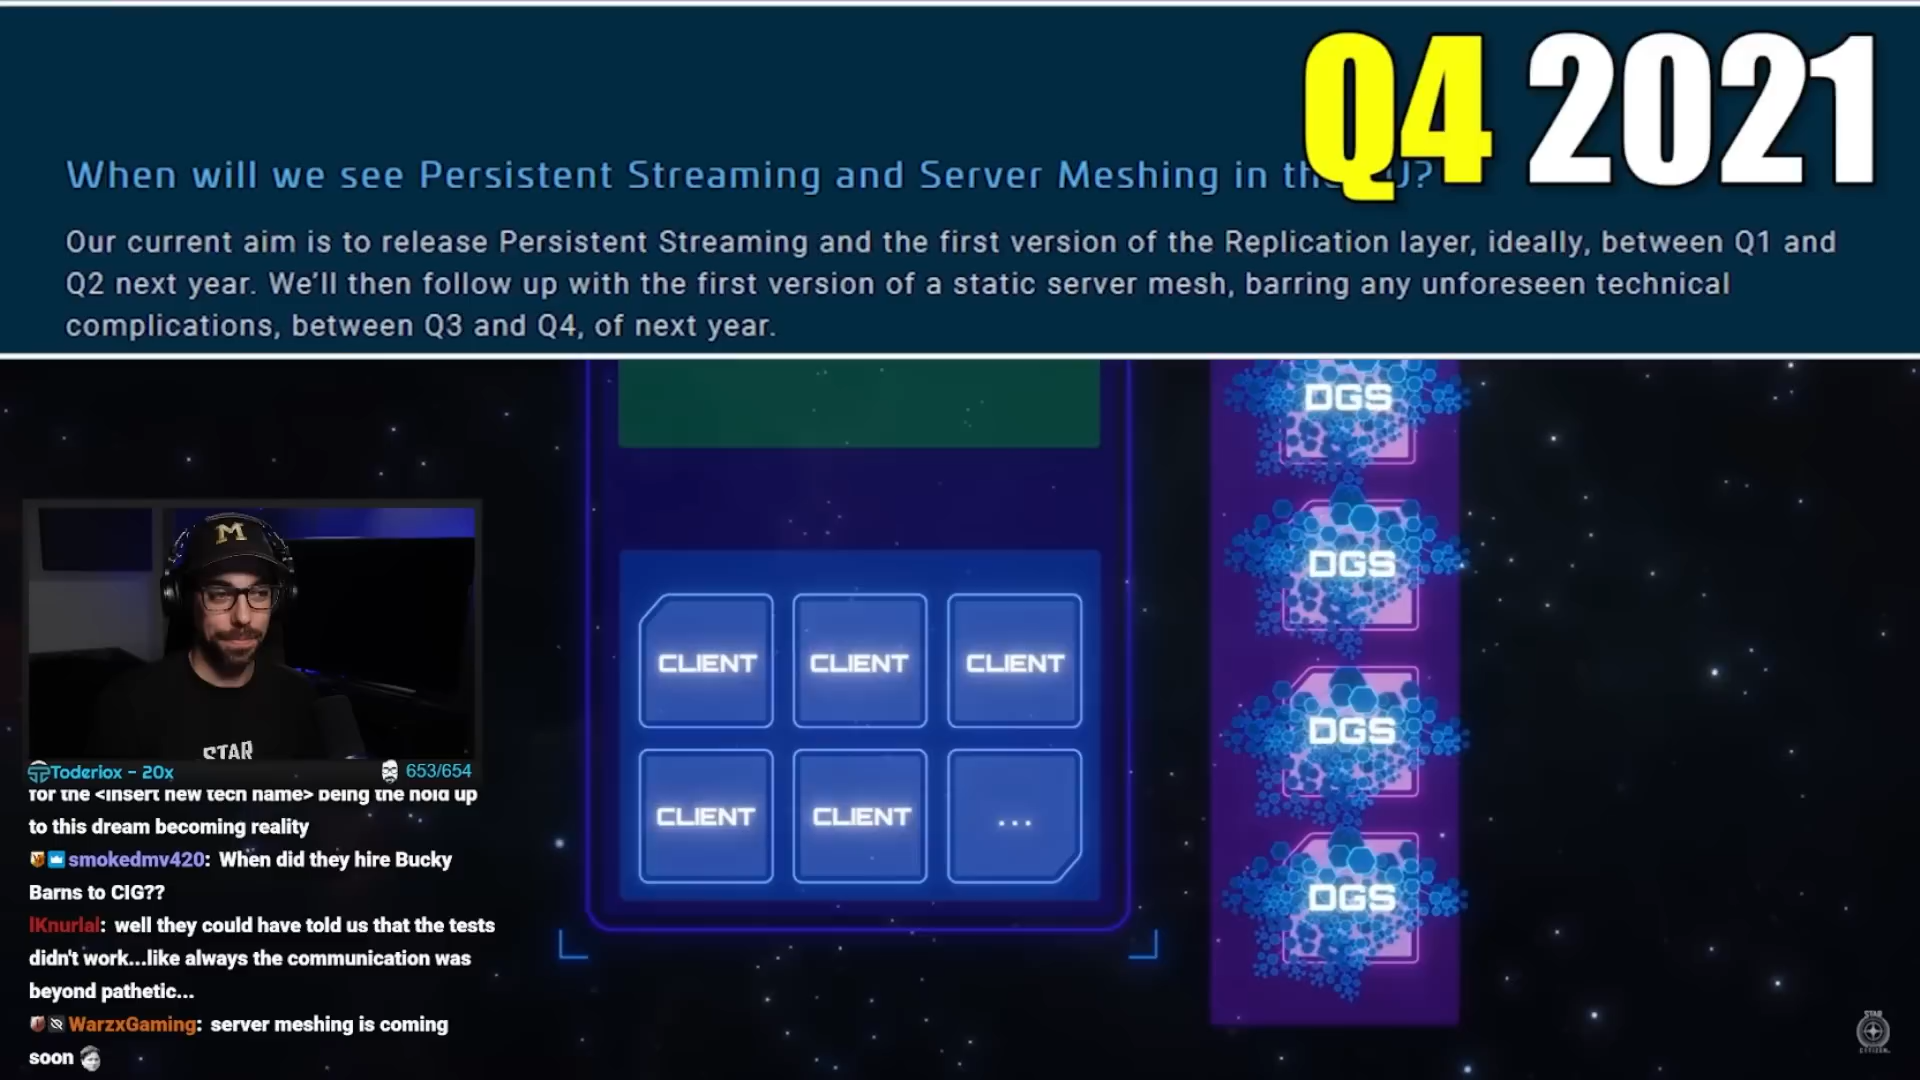 Q4 2021
When will we see Persistent Streaming and Server Meshing in th U?
Our current aim is to release Persistent Streaming and the first version of the Replication layer, ideally, between Q1 and
Q2 next year. We'll then follow up with the first version of a static server mesh, barring any unforeseen technical
complications, between Q3 and Q4, of next year.
DGS
DGS
DGS
DGS
CLIENT CLIENT CLIENT
CLIENT CLIENT ...
M
STAR
Toderiox - 20x 653/654
for the <insert new tech name> being the hold up
to this dream becoming reality
smokedmv420: When did they hire Bucky
Barns to CIG??
lKnurlal: well they could have told us that the tests
didn't work...like always the communication was
beyond pathetic...
WarzxGaming: server meshing is coming
soon
STAR
CITIZEN